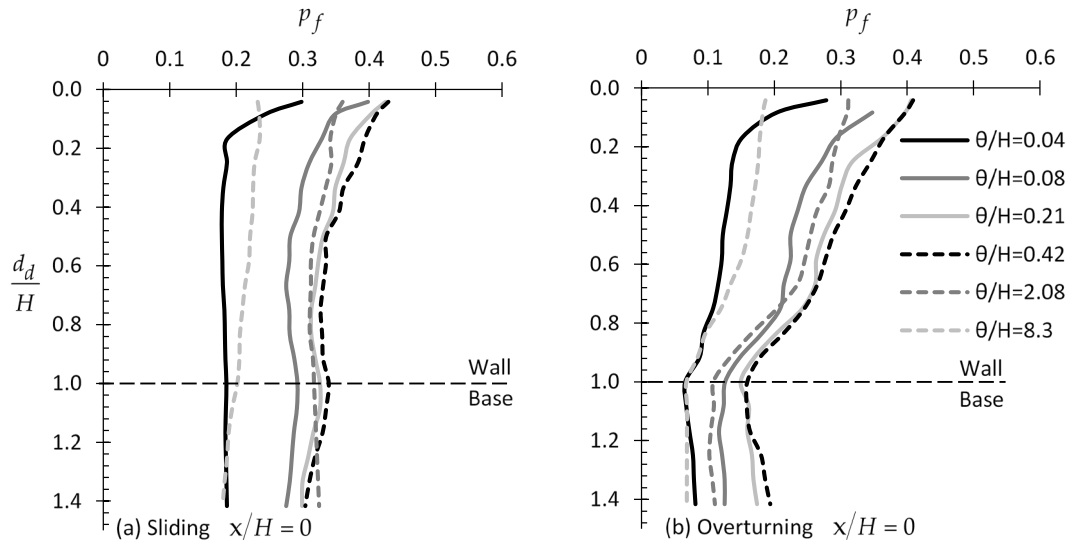 p_f
0 0.1 0.2 0.3 0.4 0.5 0.6
0.0
0.2
0.4
0.6
0.8
1.0
1.2
1.4
d_d
H
Wall
Base
(a) Sliding x/H = 0
p_f
0 0.1 0.2 0.3 0.4 0.5 0.6
0.0
0.2
0.4
0.6
0.8
1.0
1.2
1.4
θ/H=0.04
θ/H=0.08
θ/H=0.21
θ/H=0.42
θ/H=2.08
θ/H=8.3
Wall
Base
(b) Overturning x/H = 0